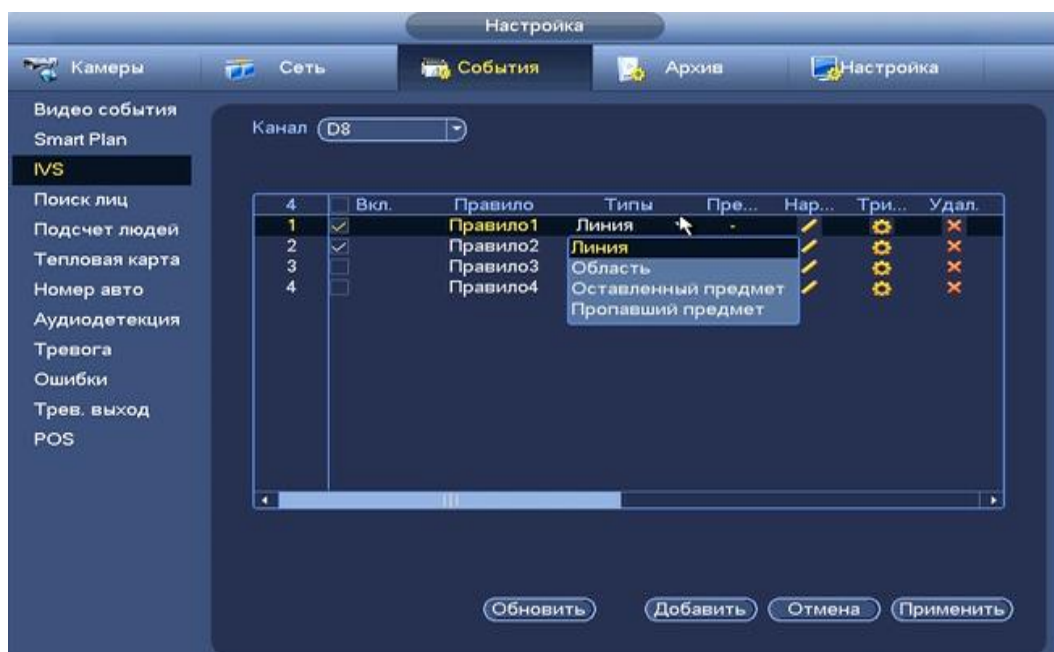 Настройка
Камеры Сеть События Архив Настройка
Видео события
Smart Plan
IVS
Поиск лиц
Подсчет людей
Тепловая карта
Номер авто
Аудиодетекция
Тревога
Ошибки
Трев. выход
POS
Канал D8
4 Вкл. Правило Типы Пре... Нар... Три... Удал.
1 Правило1 Линия -
2 Правило2 Линия
3 Правило3 Область
4 Правило4 Оставленный предмет
Пропавший предмет
Обновить Добавить Отмена Применить